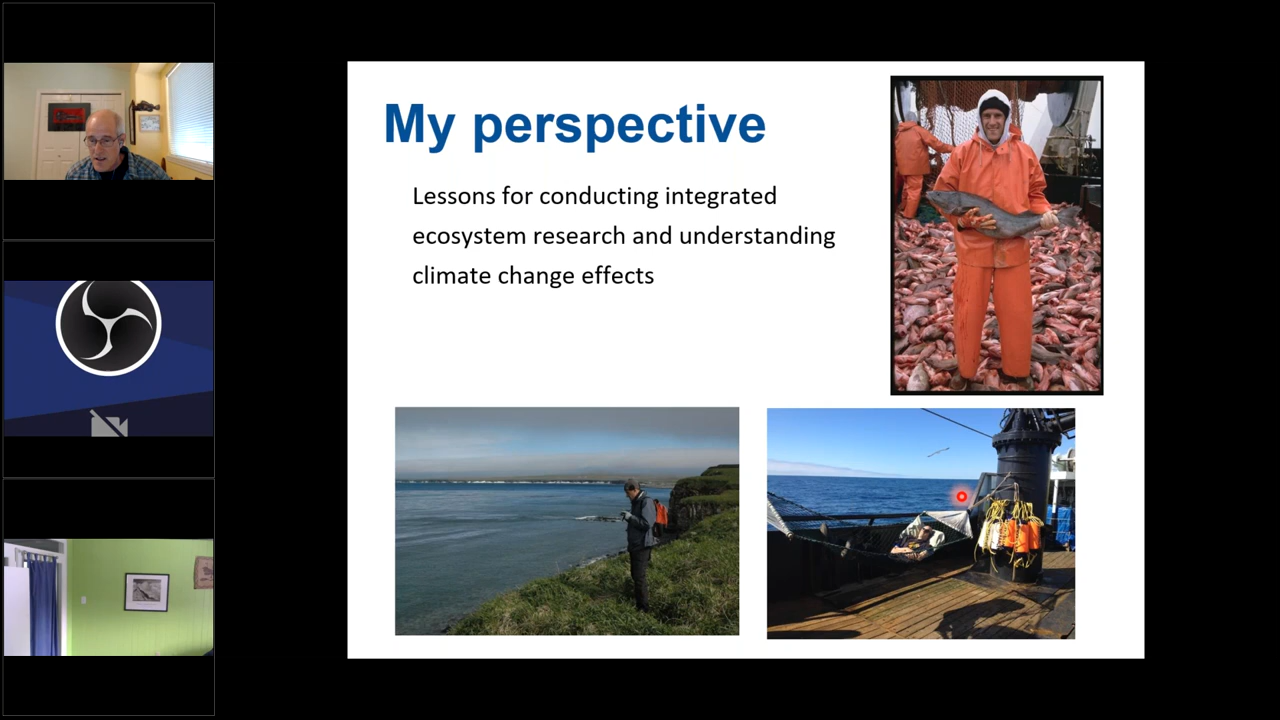 My perspective
Lessons for conducting integrated
ecosystem research and understanding
climate change effects